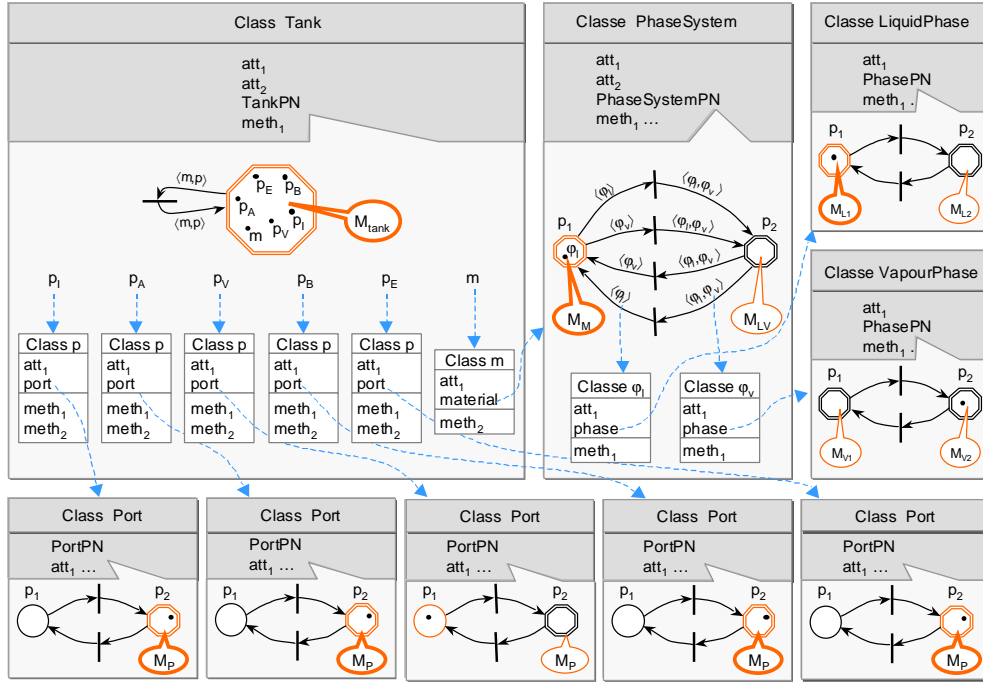 Class Tank
att1
att2
TankPN
meth1
⟨m,p⟩
⟨m,p⟩
pE
pB
pA
pI
pV
m
Mtank
pI
pA
pV
pB
pE
m
Class p
att1
port
meth1
meth2
Class p
att1
port
meth1
meth2
Class p
att1
port
meth1
meth2
Class p
att1
port
meth1
meth2
Class p
att1
port
meth1
meth2
Class m
att1
material
meth2
Classe PhaseSystem
att1
att2
PhaseSystemPN
meth1 ...
⟨φl⟩
⟨φl,φv⟩
p1
⟨φv⟩
⟨φl,φv⟩
p2
φl
⟨φv⟩
⟨φl,φv⟩
⟨φl⟩
⟨φl,φv⟩
MM
MLV
Classe φl
att1
phase
meth1
Classe φv
att1
phase
meth1
Classe LiquidPhase
att1
PhasePN
meth1 ..
p1
p2
ML1
ML2
Classe VapourPhase
att1
PhasePN
meth1 ..
p1
p2
MV1
MV2
Class Port
PortPN
att1 ...
p1
p2
MP
Class Port
PortPN
att1 ...
p1
p2
MP
Class Port
PortPN
att1 ...
p1
p2
MP
Class Port
PortPN
att1 ...
p1
p2
MP
Class Port
PortPN
att1 ...
p1
p2
MP